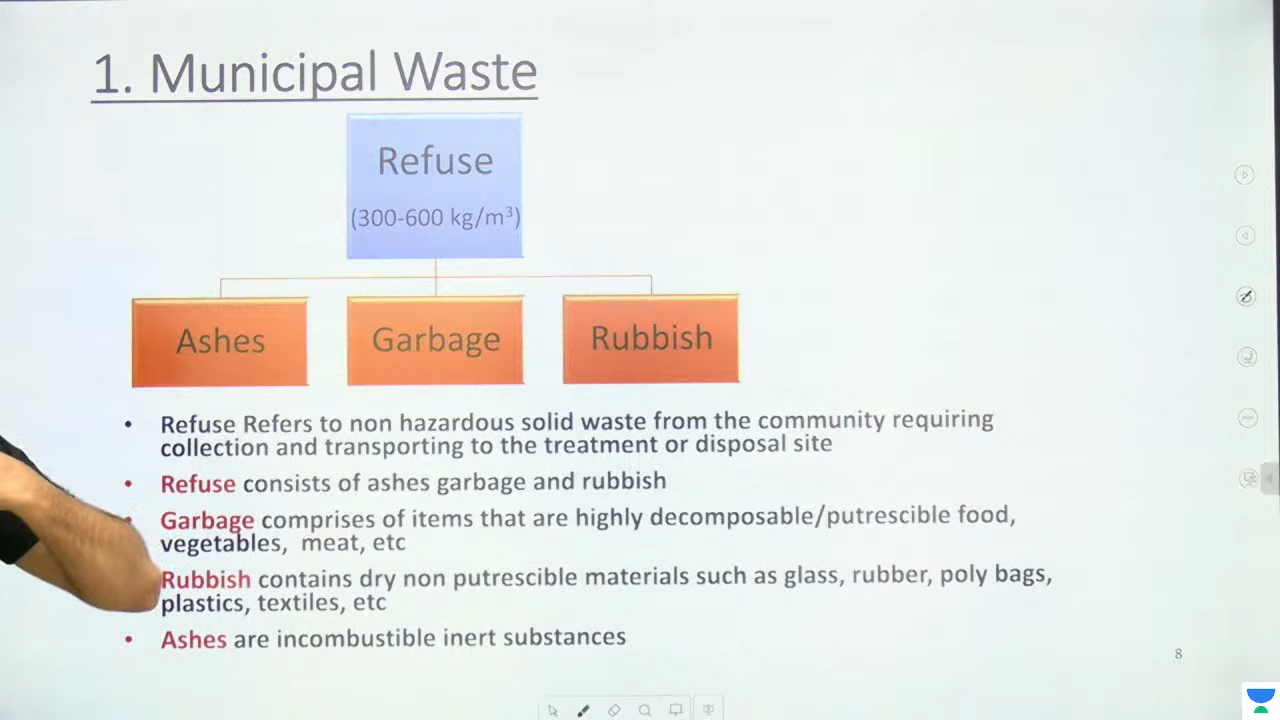 1. Municipal Waste
Refuse
(300-600 kg/m³)
Ashes
Garbage
Rubbish
• Refuse Refers to non hazardous solid waste from the community requiring
collection and transporting to the treatment or disposal site
• Refuse consists of ashes garbage and rubbish
• Garbage comprises of items that are highly decomposable/putrescible food,
vegetables, meat, etc
Rubbish contains dry non putrescible materials such as glass, rubber, poly bags,
plastics, textiles, etc
• Ashes are incombustible inert substances
8